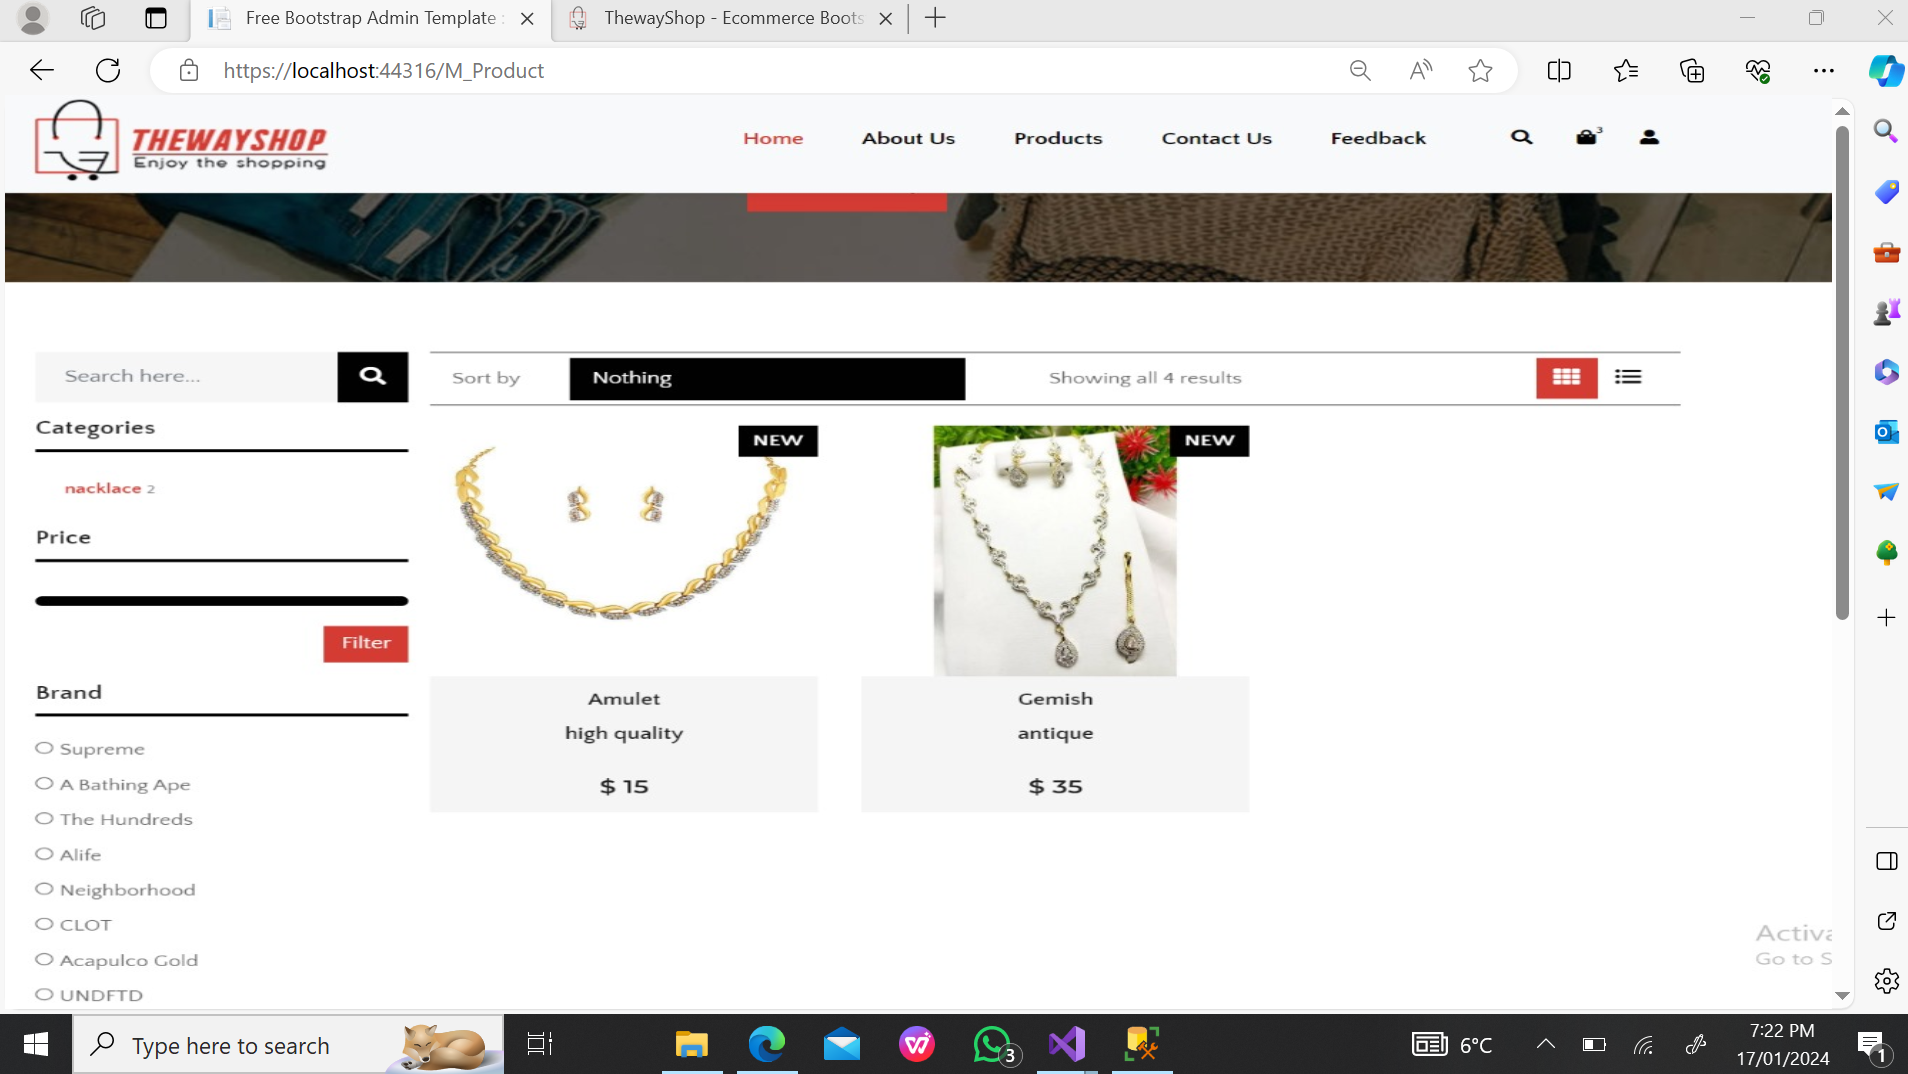 Free Bootstrap Admin Template :
ThewayShop - Ecommerce Boots
https://localhost:44316/M_Product
THEWAYSHOP
Enjoy the shopping
Home About Us Products Contact Us Feedback 3
Search here...
Sort by Nothing Showing all 4 results
Categories
nacklace 2
Price
Filter
Brand
Supreme
A Bathing Ape
The Hundreds
Alife
Neighborhood
CLOT
Acapulco Gold
UNDFTD
NEW
Amulet
high quality
$ 15
NEW
Gemish
antique
$ 35
Activa
Go to S
Type here to search
3
6°C
7:22 PM
17/01/2024
1